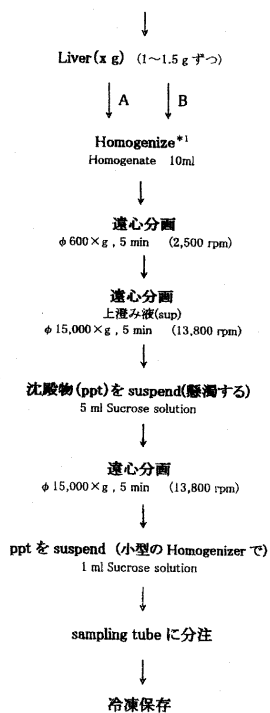 Liver(x g) (1～1.5 g ずつ)
A B
Homogenize*1
Homogenate 10ml
遠心分画
φ 600×g , 5 min (2,500 rpm)
遠心分画
上澄み液(sup)
φ 15,000×g , 5 min (13,800 rpm)
沈殿物(ppt)を suspend(懸濁する)
5 ml Sucrose solution
遠心分画
φ 15,000×g , 5 min (13,800 rpm)
ppt を suspend (小型の Homogenizer で)
1 ml Sucrose solution
sampling tube に分注
冷凍保存